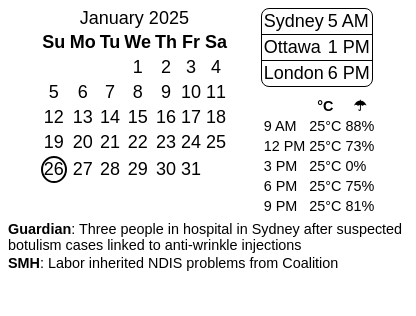 January 2025
Su Mo Tu We Th Fr Sa
1 2 3 4
5 6 7 8 9 10 11
12 13 14 15 16 17 18
19 20 21 22 23 24 25
26 27 28 29 30 31
Sydney 5 AM
Ottawa 1 PM
London 6 PM
°C ☂
9 AM 25°C 88%
12 PM 25°C 73%
3 PM 25°C 0%
6 PM 25°C 75%
9 PM 25°C 81%
Guardian: Three people in hospital in Sydney after suspected
botulism cases linked to anti-wrinkle injections
SMH: Labor inherited NDIS problems from Coalition